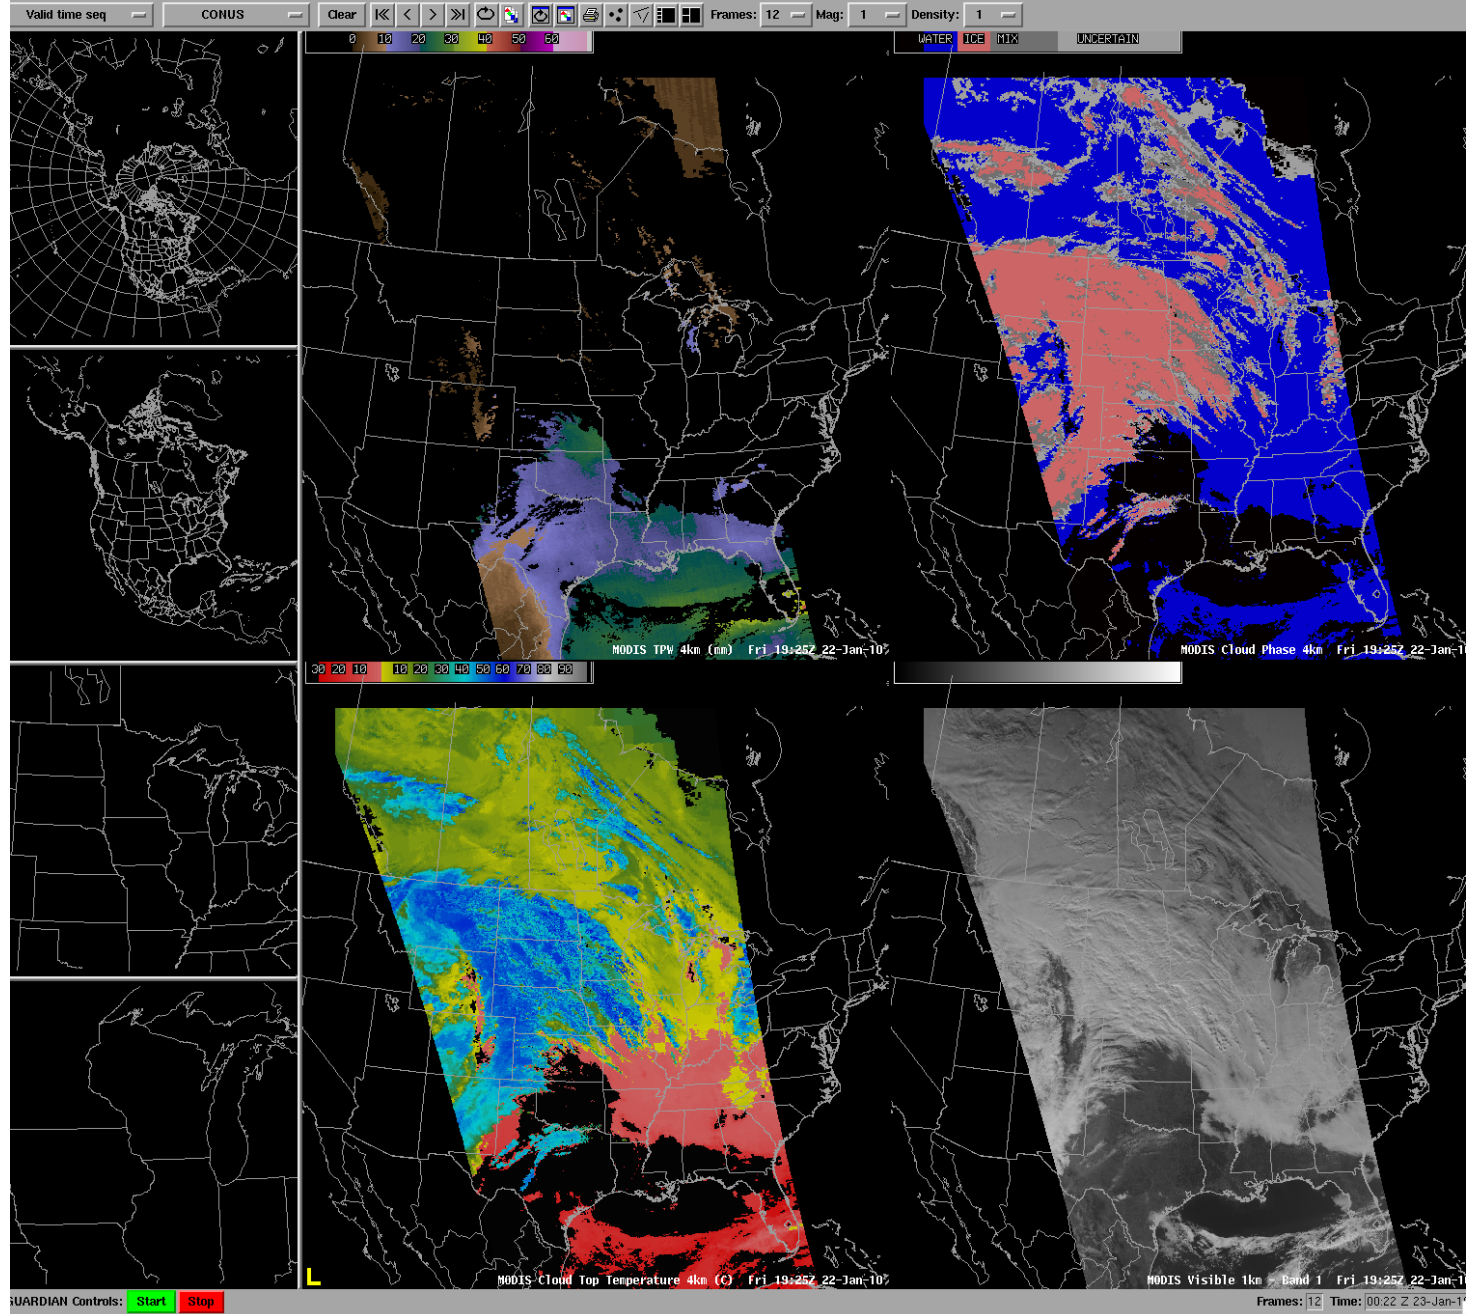 Valid time seq CONUS Clear Frames: 12 Mag: 1 Density: 1
0 10 20 30 40 50 60
WATER ICE MIX UNCERTAIN
MODIS TPW 4km (mm) Fri 19:25Z 22-Jan-10
MODIS Cloud Phase 4km Fri 19:25Z 22-Jan-1
30 20 10 10 20 30 40 50 60 70 80 90
L
MODIS Cloud Top Temperature 4km (C) Fri 19:25Z 22-Jan-10
MODIS Visible 1km - Band 1 Fri 19:25Z 22-Jan-1
GUARDIAN Controls: Start Stop Frames: 12 Time: 00:22 Z 23-Jan-1